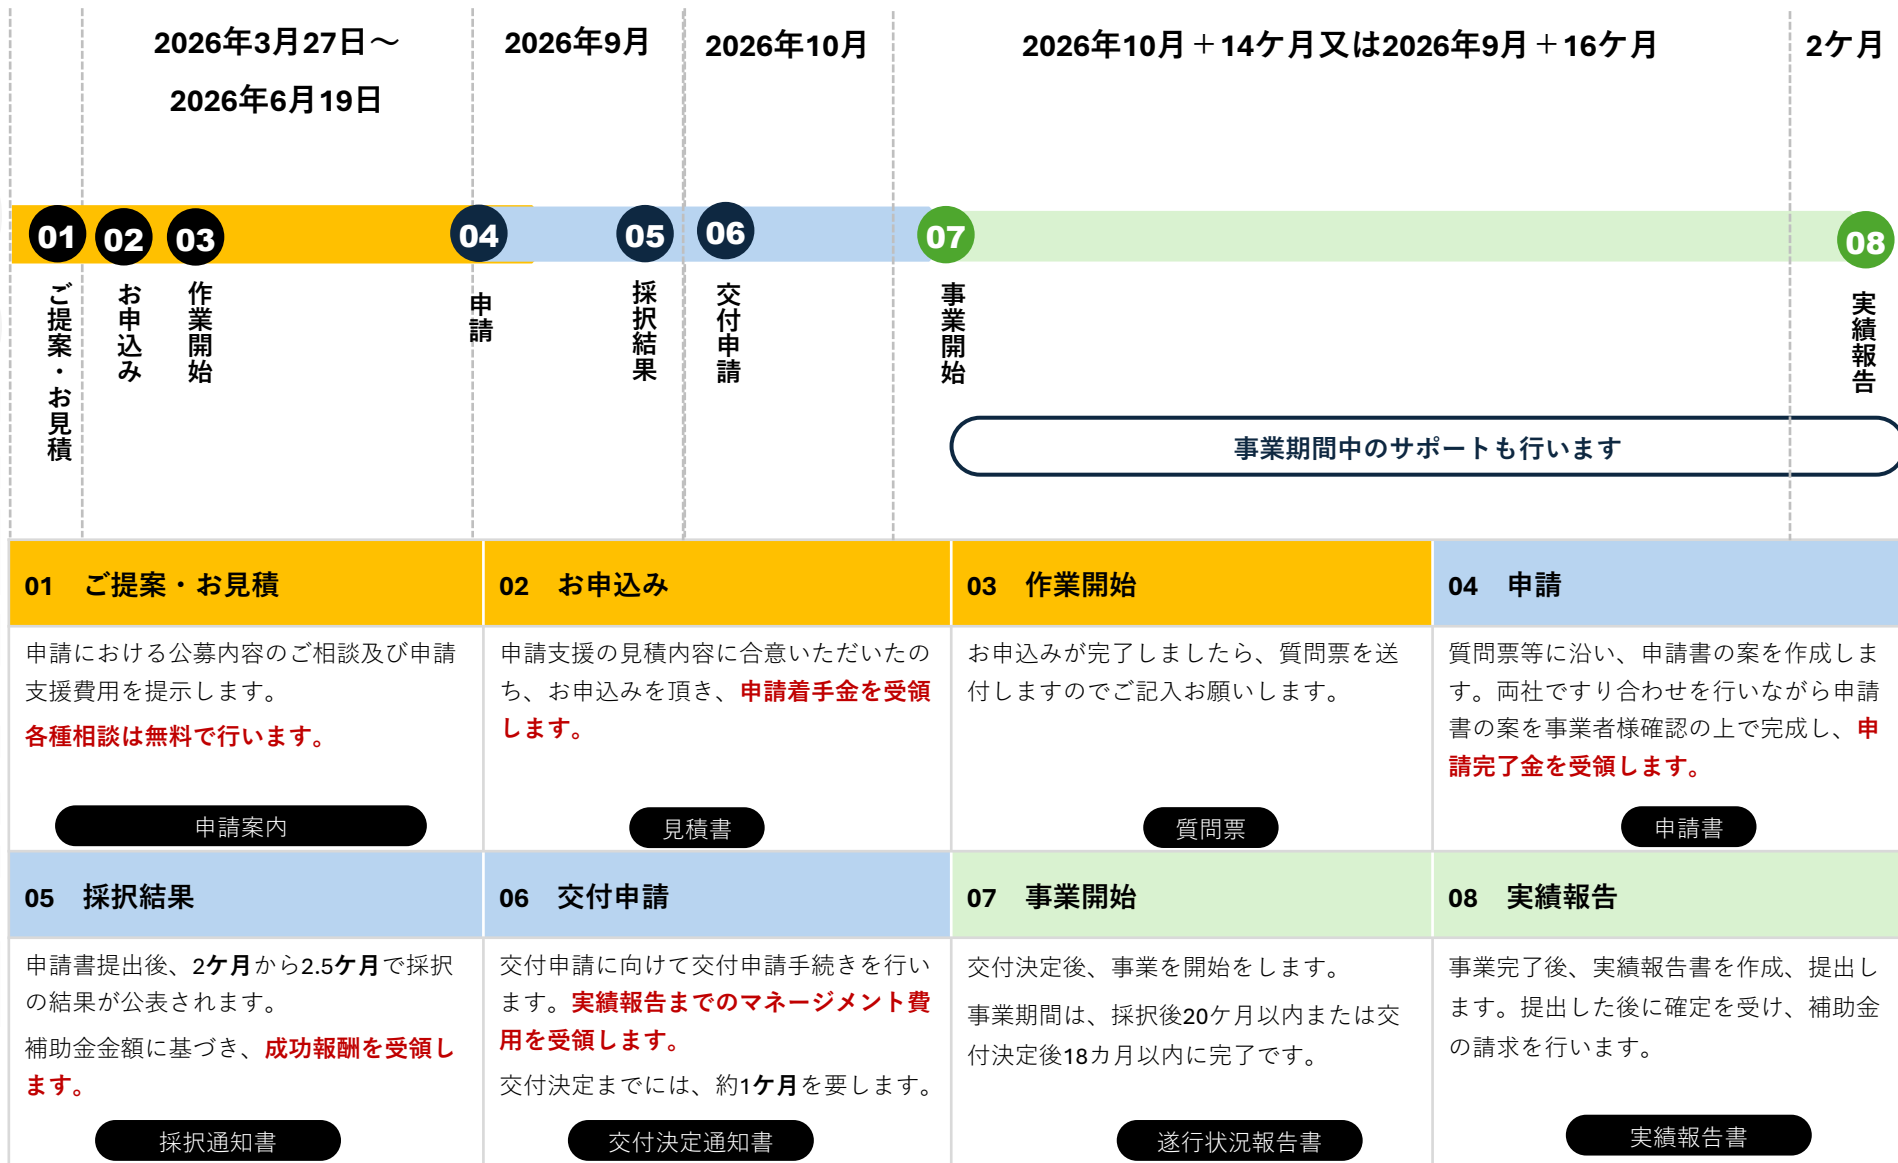 2026年3月27日～
2026年6月19日
2026年9月
2026年10月
2026年10月＋14ケ月又は2026年9月＋16ケ月
2ケ月
01
02
03
04
05
06
07
08
ご提案・お見積
お申込み
作業開始
申請
採択結果
交付申請
事業開始
実績報告
事業期間中のサポートも行います
01　ご提案・お見積
申請における公募内容のご相談及び申請
支援費用を提示します。
各種相談は無料で行います。
申請案内
02　お申込み
申請支援の見積内容に合意いただいたの
ち、お申込みを頂き、申請着手金を受領
します。
見積書
03　作業開始
お申込みが完了しましたら、質問票を送
付しますのでご記入お願いします。
質問票
04　申請
質問票等に沿い、申請書の案を作成しま
す。両社ですり合わせを行いながら申請
書の案を事業者様確認の上で完成し、申
請完了金を受領します。
申請書
05　採択結果
申請書提出後、2ケ月から2.5ケ月で採択
の結果が公表されます。
補助金金額に基づき、成功報酬を受領し
ます。
採択通知書
06　交付申請
交付申請に向けて交付申請手続きを行い
ます。実績報告までのマネージメント費
用を受領します。
交付決定までには、約1ケ月を要します。
交付決定通知書
07　事業開始
交付決定後、事業を開始をします。
事業期間は、採択後20ケ月以内または交
付決定後18カ月以内に完了です。
遂行状況報告書
08　実績報告
事業完了後、実績報告書を作成、提出し
ます。提出した後に確定を受け、補助金
の請求を行います。
実績報告書